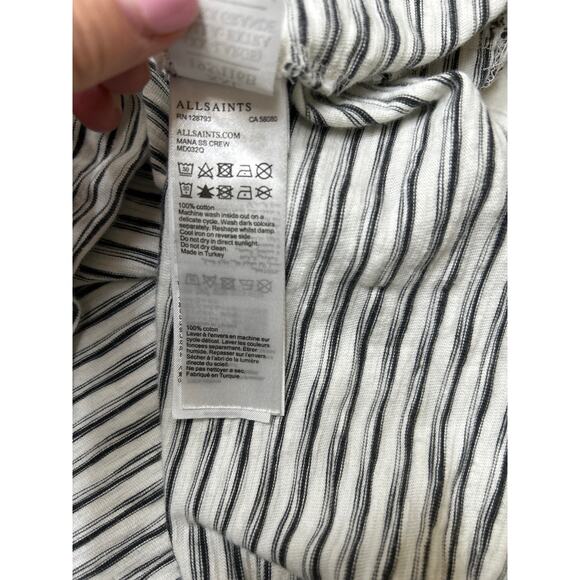 ALLSAINTS
RN 128793 CA 58080
ALLSAINTS.COM
MANA SS CREW
MD032Q
30
30
100% cotton
Machine wash inside out on a
delicate cycle. Wash dark colours
separately. Reshape whilst damp.
Cool iron on reverse side.
Do not dry in direct sunlight.
Do not dry clean.
Made in Turkey
100% coton
Laver à l'envers en machine sur
cycle délicat. Laver les couleurs
foncées separement. Étirer
humide. Repasser sur l'envers.
Sécher à l'abri de la lumière
directe du soleil.
Ne pas nettoyer a sec.
Fabriqué en Turquie.